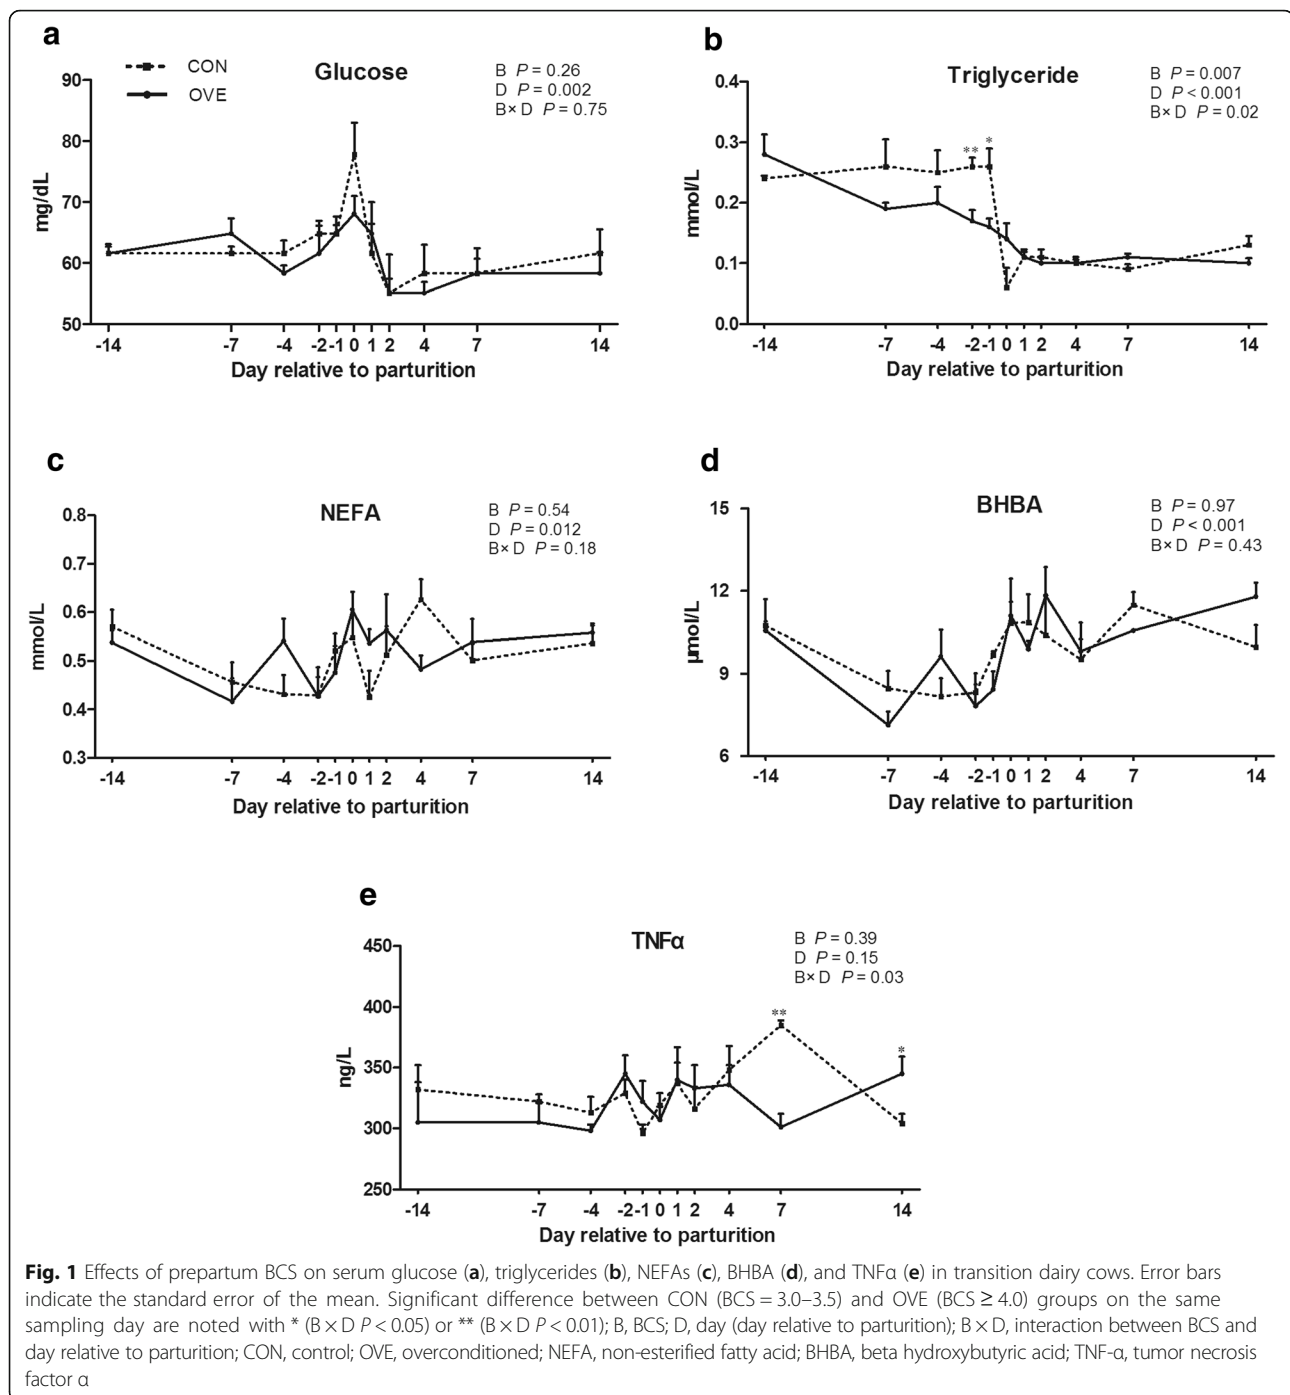 a
CON
OVE
Glucose
B P = 0.26
D P = 0.002
B× D P = 0.75
90
80
70
60
50
mg/dL
-14 -7 -4 -2 -1 0 1 2 4 7 14
Day relative to parturition
b
Triglyceride
B P = 0.007
D P < 0.001
B× D P = 0.02
0.4
0.3
0.2
0.1
0.0
mmol/L
** *
-14 -7 -4 -2 -1 0 1 2 4 7 14
Day relative to parturition
c
NEFA
B P = 0.54
D P = 0.012
B× D P = 0.18
0.8
0.7
0.6
0.5
0.4
0.3
mmol/L
-14 -7 -4 -2 -1 0 1 2 4 7 14
Day relative to parturition
d
BHBA
B P = 0.97
D P < 0.001
B× D P = 0.43
15
12
9
6
µmol/L
-14 -7 -4 -2 -1 0 1 2 4 7 14
Day relative to parturition
e
TNFα
B P = 0.39
D P = 0.15
B× D P = 0.03
450
400
350
300
250
ng/L
** *
-14 -7 -4 -2 -1 0 1 2 4 7 14
Day relative to parturition
Fig. 1 Effects of prepartum BCS on serum glucose (a), triglycerides (b), NEFAs (c), BHBA (d), and TNFα (e) in transition dairy cows. Error bars
indicate the standard error of the mean. Significant difference between CON (BCS = 3.0–3.5) and OVE (BCS ≥ 4.0) groups on the same
sampling day are noted with * (B × D P < 0.05) or ** (B × D P < 0.01); B, BCS; D, day (day relative to parturition); B × D, interaction between BCS and
day relative to parturition; CON, control; OVE, overconditioned; NEFA, non-esterified fatty acid; BHBA, beta hydroxybutyric acid; TNF-α, tumor necrosis
factor α